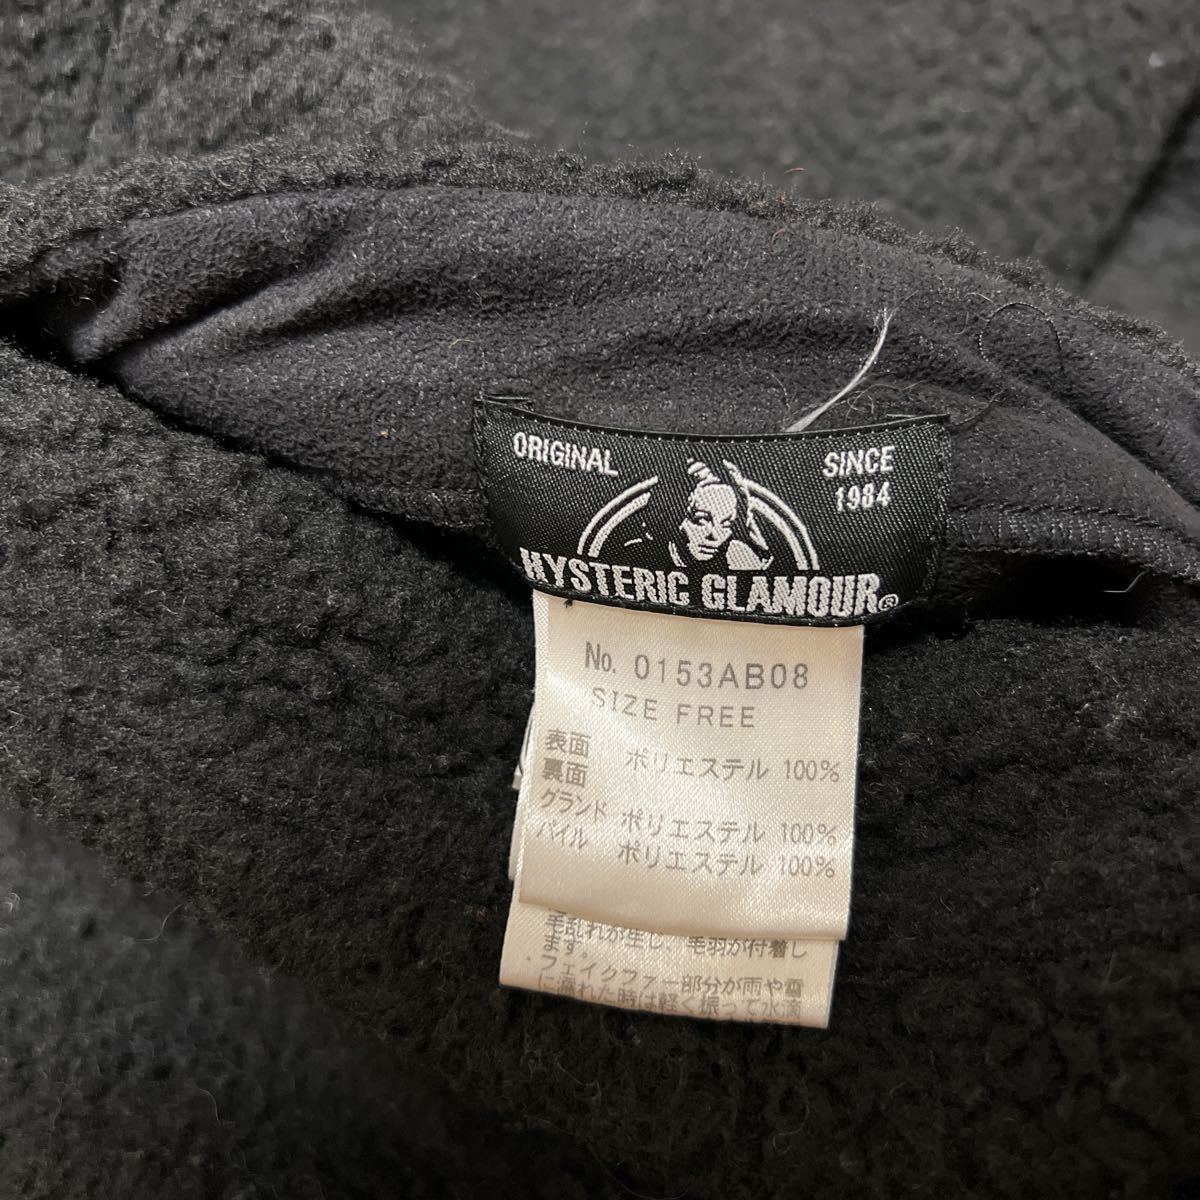 ORIGINAL
SINCE
1984
HYSTERIC GLAMOUR®
No. 0153AB08
SIZE FREE
表面
裏面 ポリエステル 100%
グランド ポリエステル 100%
パイル ポリエステル 100%
毛乱れが生じ、毛羽が付着し
ます。
・フェイクファー部分が雨や雪
に濡れた時は軽く振って水滴